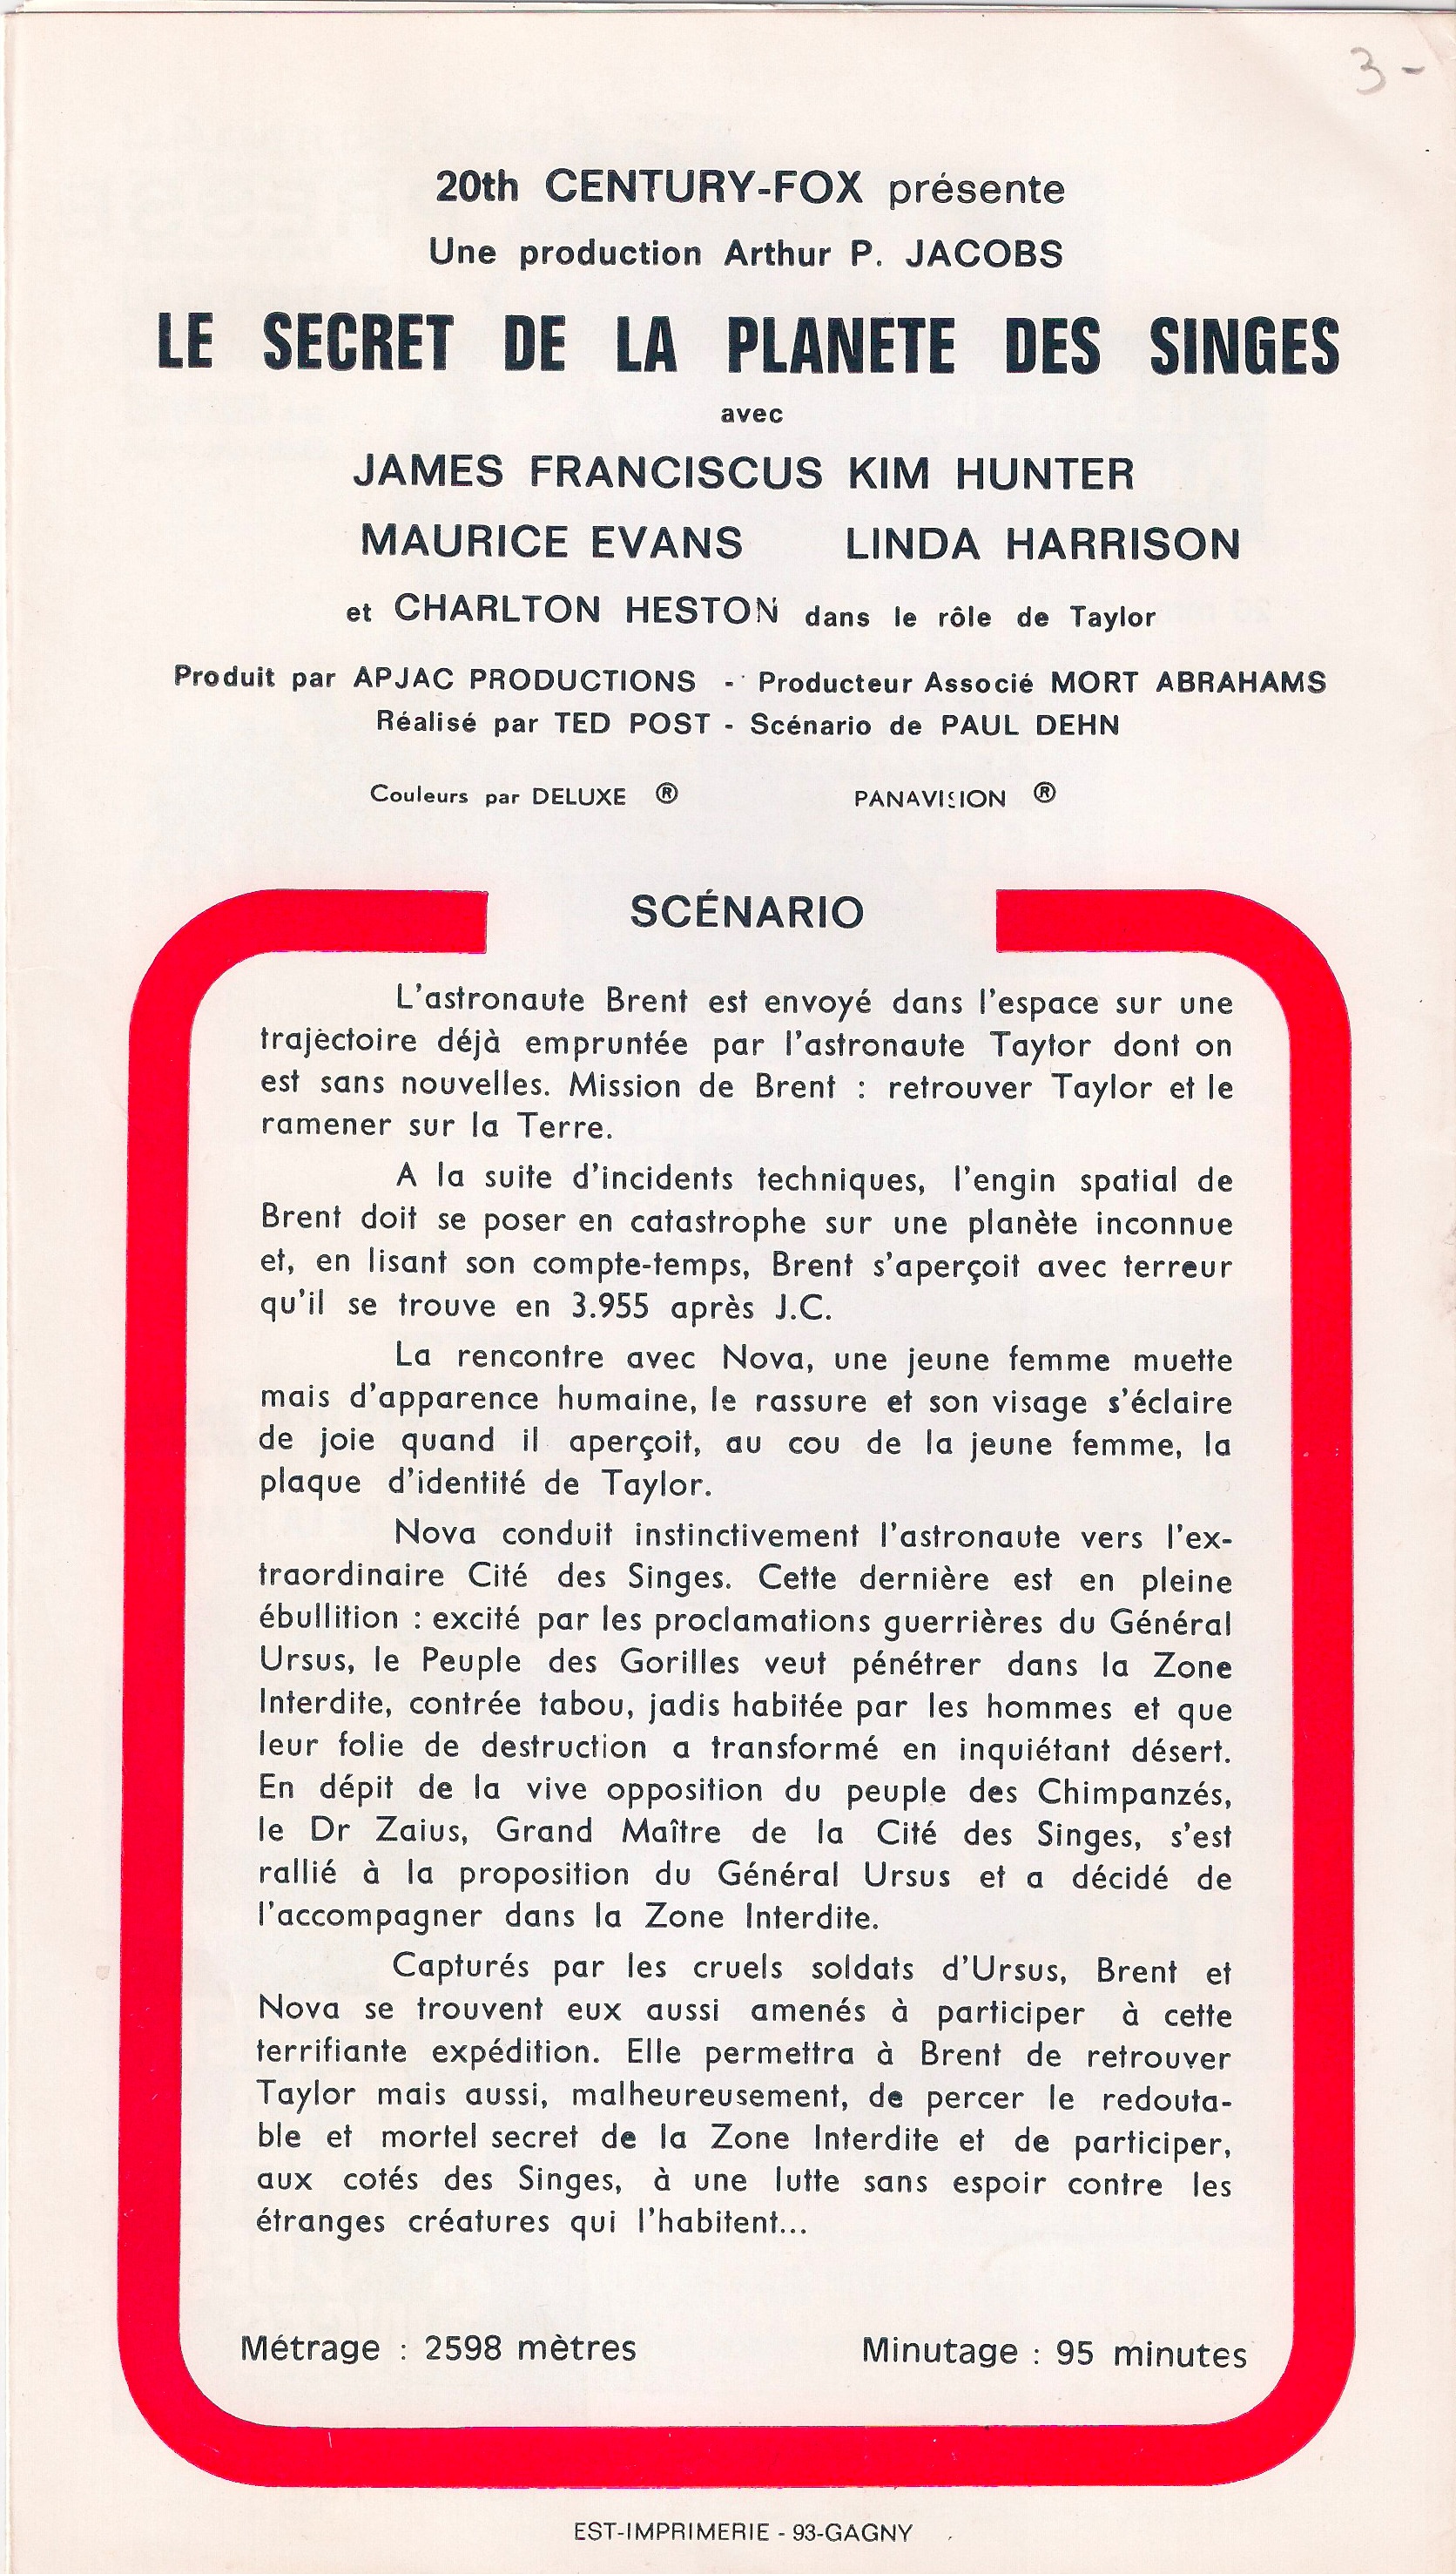 3-
20th CENTURY-FOX présente
Une production Arthur P. JACOBS
LE SECRET DE LA PLANETE DES SINGES
avec
JAMES FRANCISCUS KIM HUNTER
MAURICE EVANS LINDA HARRISON
et CHARLTON HESTON dans le rôle de Taylor
Produit par APJAC PRODUCTIONS - Producteur Associé MORT ABRAHAMS
Réalisé par TED POST - Scénario de PAUL DEHN
Couleurs par DELUXE ® PANAVISION ®
SCÉNARIO
L'astronaute Brent est envoyé dans l'espace sur une
trajèctoire déjà empruntée par l'astronaute Taytor dont on
est sans nouvelles. Mission de Brent : retrouver Taylor et le
ramener sur la Terre.
A la suite d'incidents techniques, l'engin spatial de
Brent doit se poser en catastrophe sur une planète inconnue
et, en lisant son compte-temps, Brent s'aperçoit avec terreur
qu'il se trouve en 3.955 après J.C.
La rencontre avec Nova, une jeune femme muette
mais d'apparence humaine, le rassure et son visage s'éclaire
de joie quand il aperçoit, au cou de la jeune femme, la
plaque d'identité de Taylor.
Nova conduit instinctivement l'astronaute vers l'ex-
traordinaire Cité des Singes. Cette dernière est en pleine
ébullition : excité par les proclamations guerrières du Général
Ursus, le Peuple des Gorilles veut pénétrer dans la Zone
Interdite, contrée tabou, jadis habitée par les hommes et que
leur folie de destruction a transformé en inquiétant désert.
En dépit de la vive opposition du peuple des Chimpanzés,
le Dr Zaius, Grand Maître de la Cité des Singes, s'est
rallié à la proposition du Général Ursus et a décidé de
l'accompagner dans la Zone Interdite.
Capturés par les cruels soldats d'Ursus, Brent et
Nova se trouvent eux aussi amenés à participer à cette
terrifiante expédition. Elle permettra à Brent de retrouver
Taylor mais aussi, malheureusement, de percer le redouta-
ble et mortel secret de la Zone Interdite et de participer,
aux cotés des Singes, à une lutte sans espoir contre les
étranges créatures qui l'habitent...
Métrage : 2598 mètres Minutage : 95 minutes
EST-IMPRIMERIE - 93-GAGNY